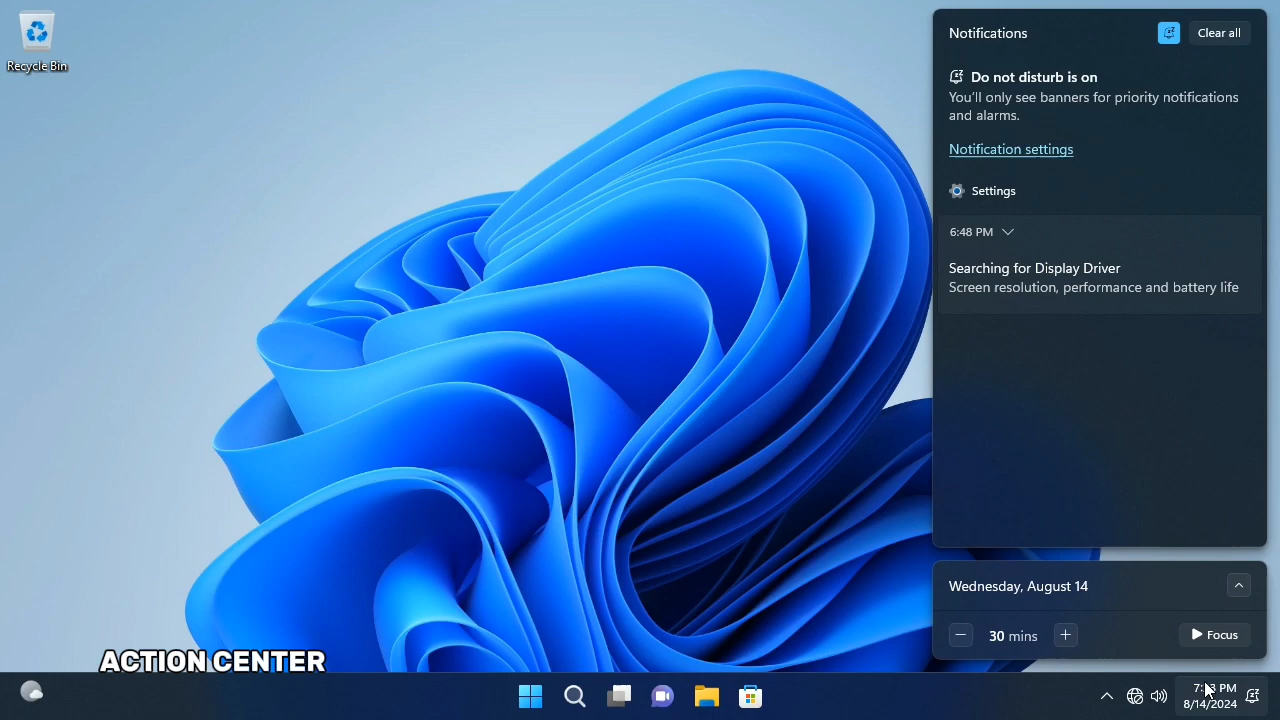 Recycle Bin
Notifications
Clear all
Do not disturb is on
You'll only see banners for priority notifications
and alarms.
Notification settings
Settings
6:48 PM
Searching for Display Driver
Screen resolution, performance and battery life
Wednesday, August 14
30 mins
Focus
ACTION CENTER
PM
8/14/2024